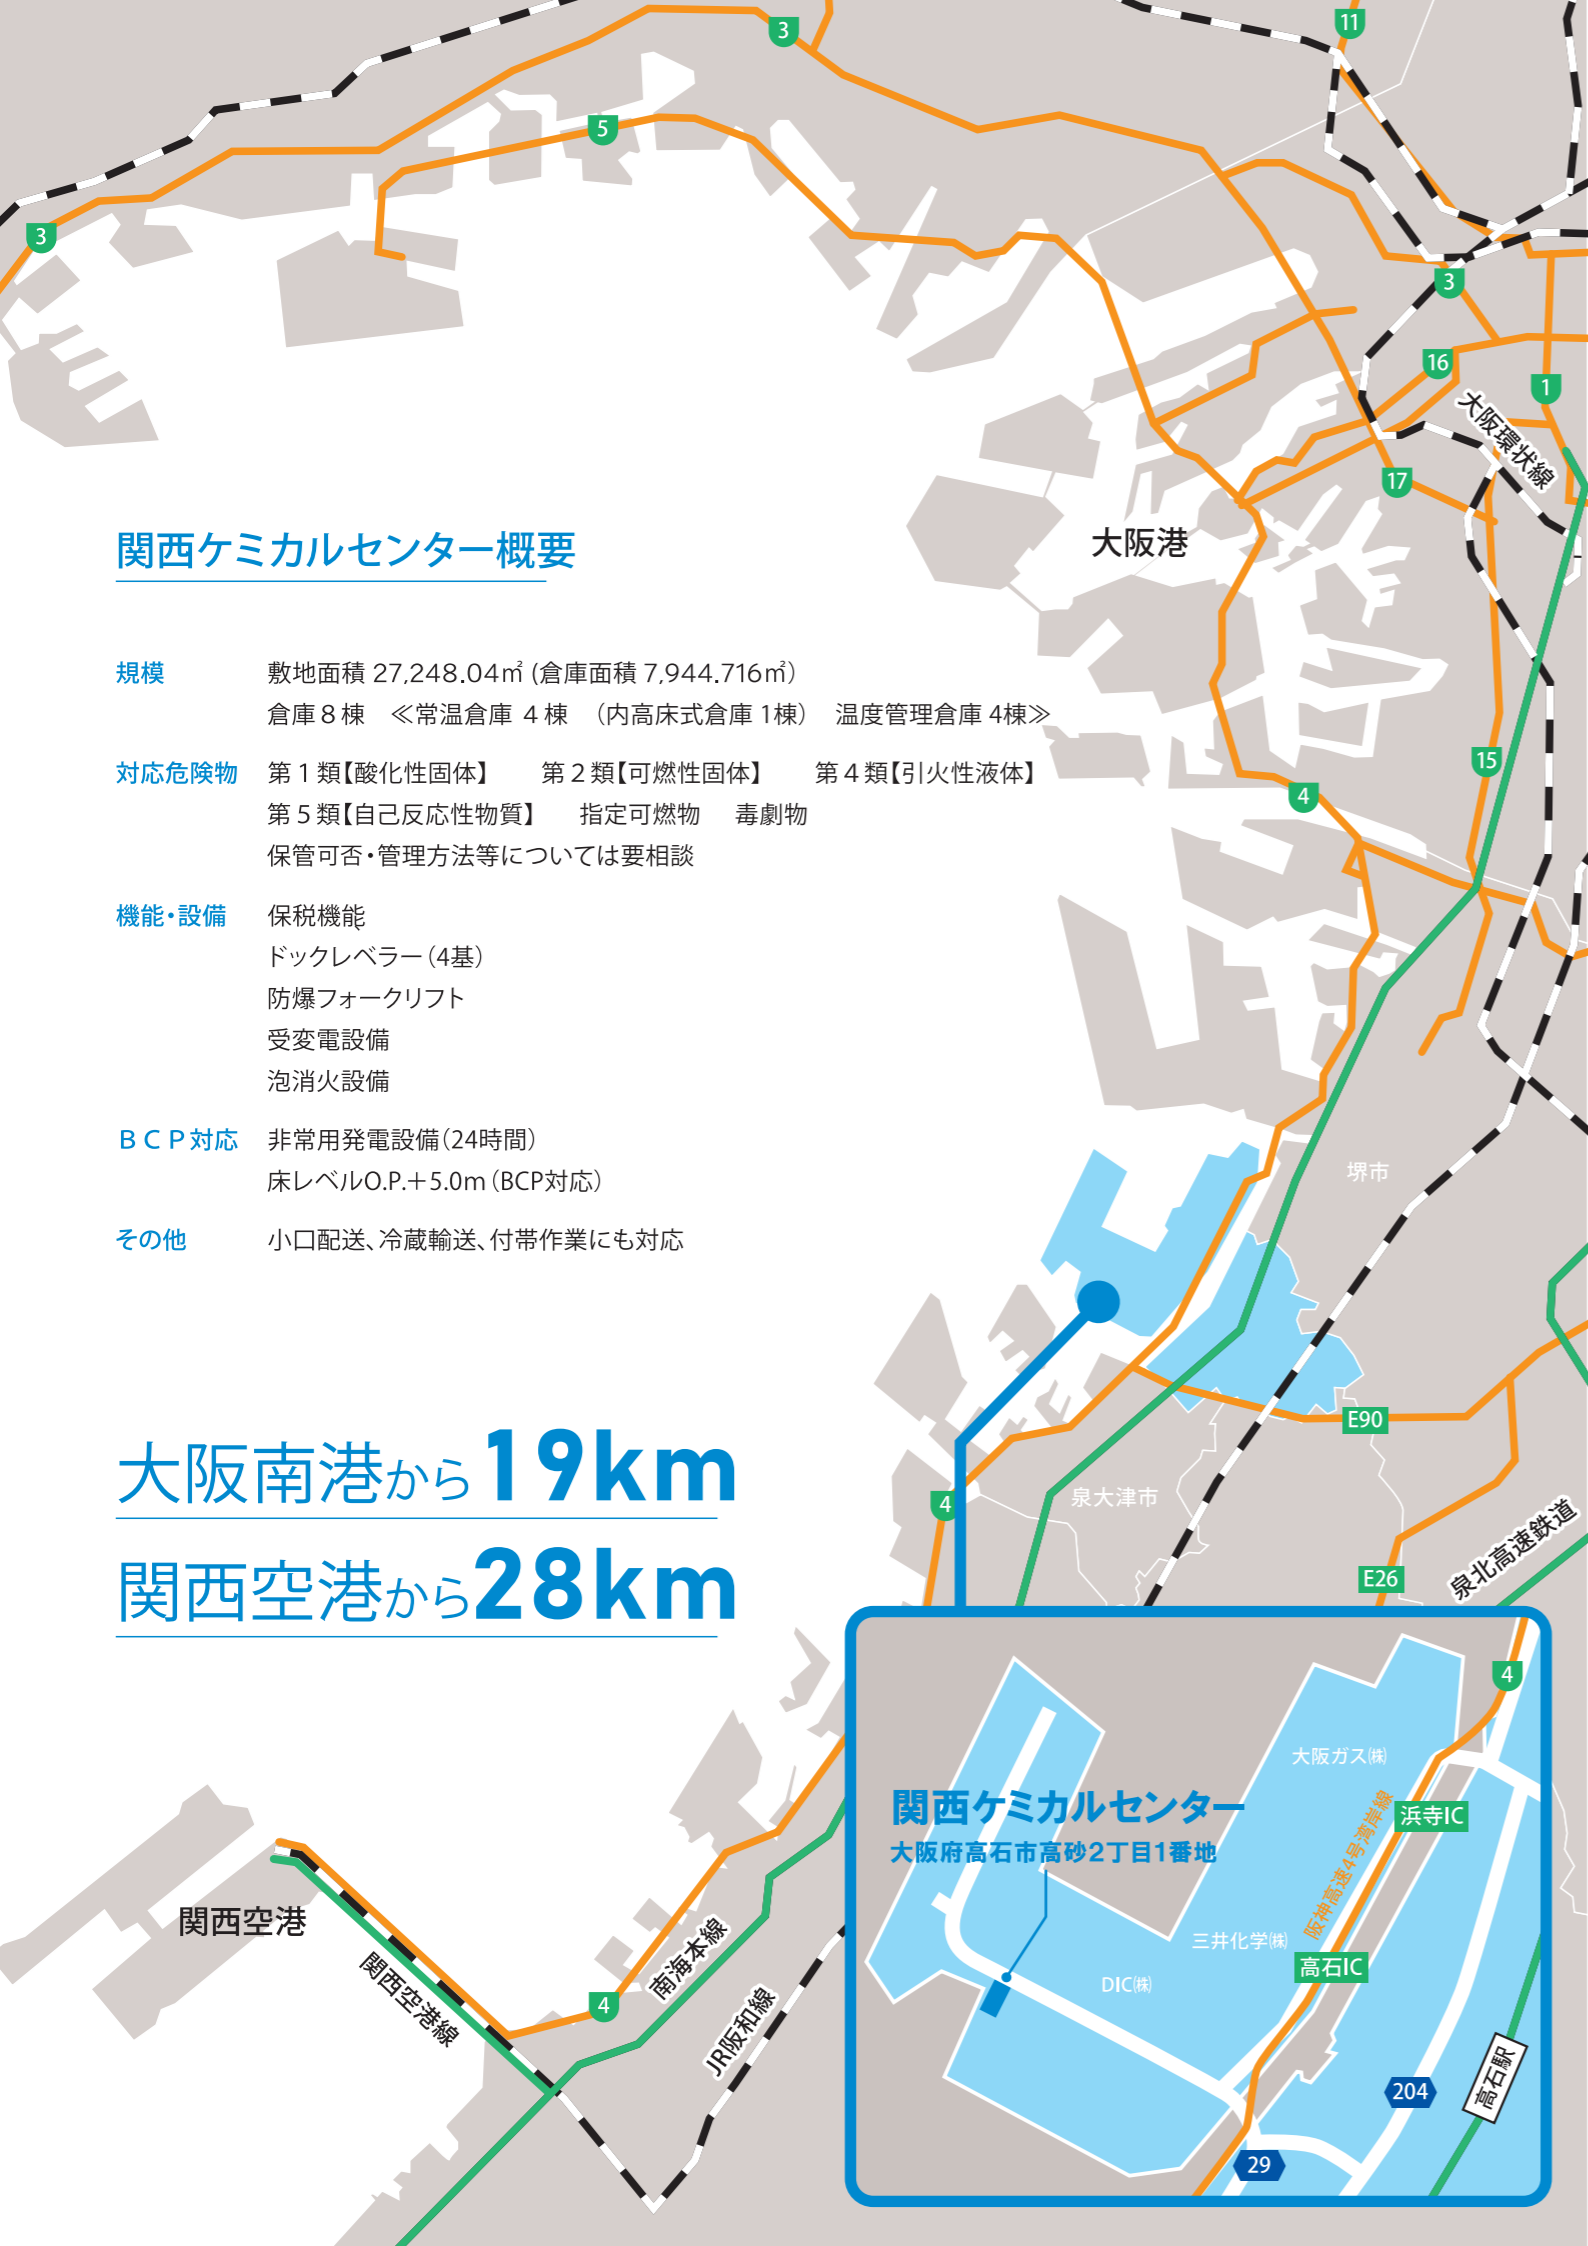 3
11
5
3
3
16
1
大阪環状線
17
大阪港
関西ケミカルセンター概要
規模 敷地面積 27,248.04㎡ (倉庫面積 7,944.716㎡)
倉庫８棟 ≪常温倉庫 ４棟 (内高床式倉庫 1棟) 温度管理倉庫 4棟≫
対応危険物 第１類【酸化性固体】 第２類【可燃性固体】 第４類【引火性液体】
第５類【自己反応性物質】 指定可燃物 毒劇物
保管可否・管理方法等については要相談
15
4
機能・設備 保税機能
ドックレベラー(4基)
防爆フォークリフト
受変電設備
泡消火設備
ＢＣＰ対応 非常用発電設備(24時間)
床レベルO.P.＋5.0m(BCP対応)
堺市
その他 小口配送、冷蔵輸送、付帯作業にも対応
E90
大阪南港から19km
4
泉大津市
関西空港から28km
E26
泉北高速鉄道
4
大阪ガス㈱
関西ケミカルセンター
大阪府高石市高砂2丁目1番地
阪神高速4号湾岸線
浜寺IC
三井化学㈱
高石IC
DIC㈱
204
高石駅
29
関西空港
関西空港線
南海本線
4
JR阪和線